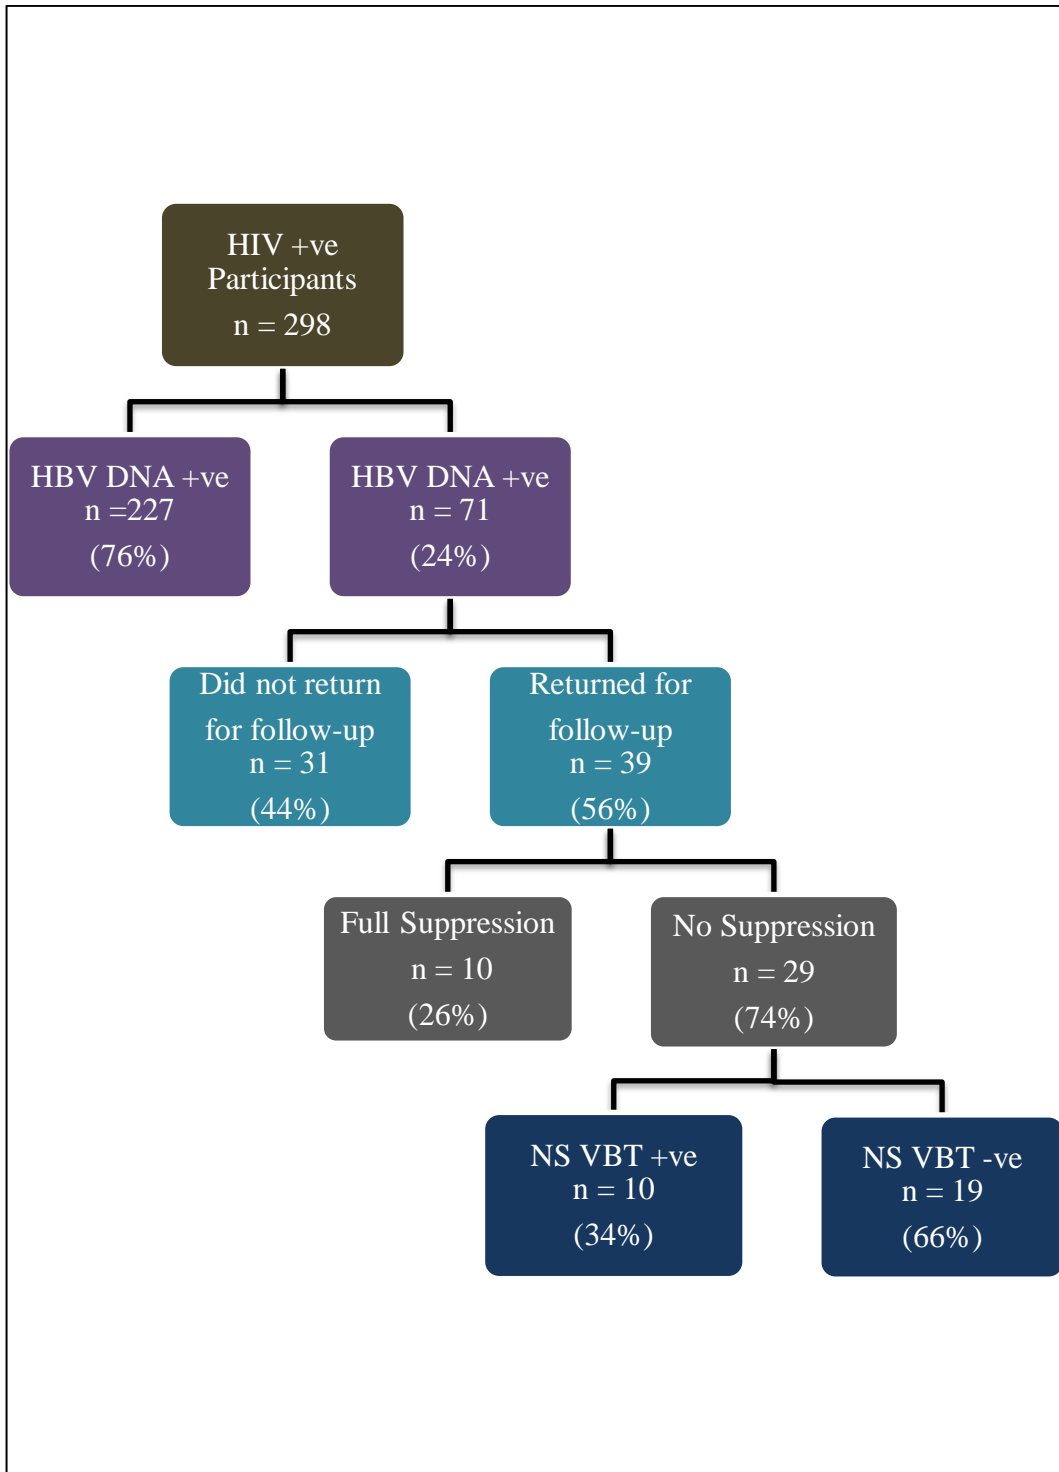 HIV +ve
Participants
n = 298
HBV DNA +ve
n =227
(76%)
HBV DNA +ve
n = 71
(24%)
Did not return
for follow-up
n = 31
(44%)
Returned for
follow-up
n = 39
(56%)
Full Suppression
n = 10
(26%)
No Suppression
n = 29
(74%)
NS VBT +ve
n = 10
(34%)
NS VBT -ve
n = 19
(66%)